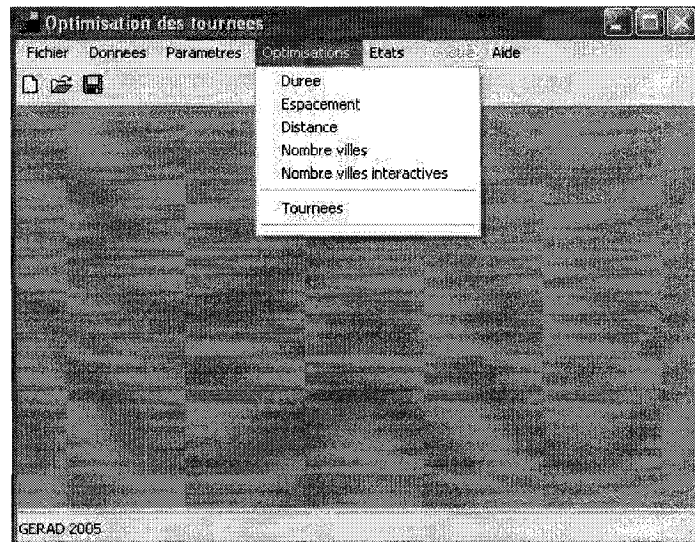 Optimisation des tournees
Fichier Donnees Parametres Optimisations Etats Aide
Duree
Espacement
Distance
Nombre villes
Nombre villes interactives
Tournees
GERAD 2005